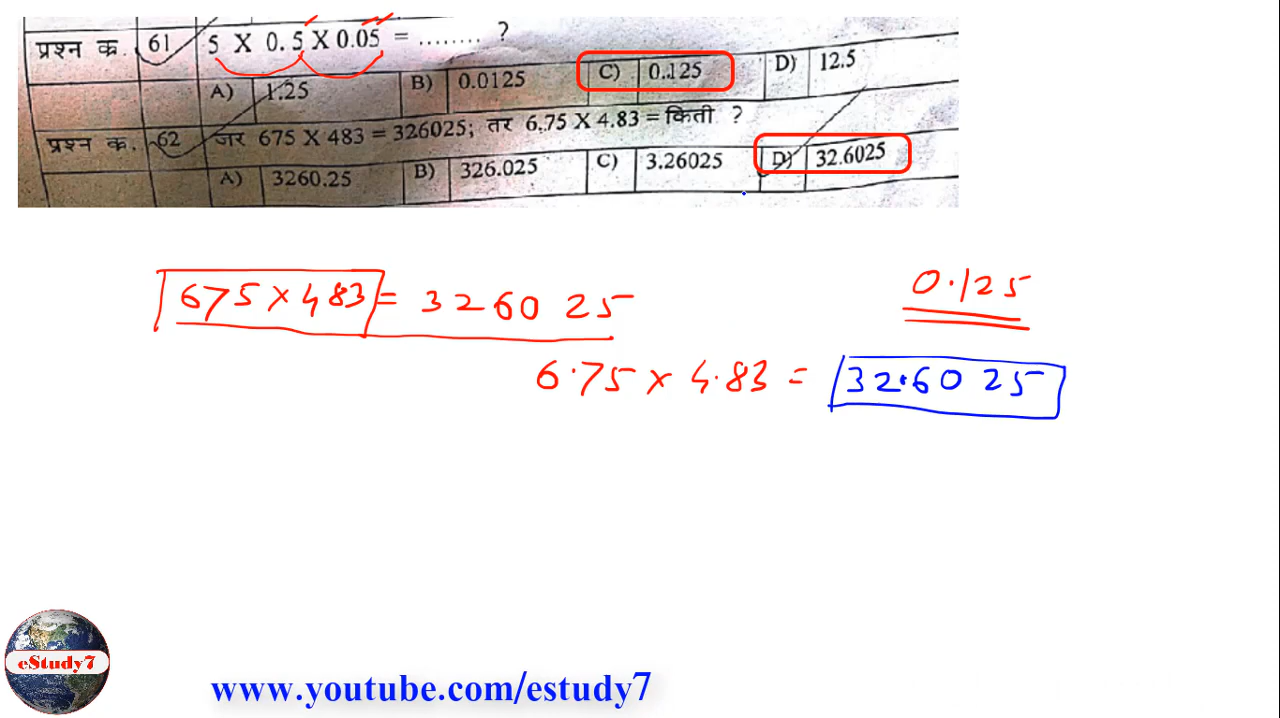 प्रश्न क. 61 5 X 0.5 X 0.05 = ........ ?
A) 1.25 B) 0.0125 C) 0.125 D) 12.5
प्रश्न क. 62 जर 675 X 483 = 326025; तर 6.75 X 4.83 = किती ?
A) 3260.25 B) 326.025 C) 3.26025 D) 32.6025
675 × 483 = 326025
0.125
6.75 × 4.83 = 32.6025
eStudy7
www.youtube.com/estudy7